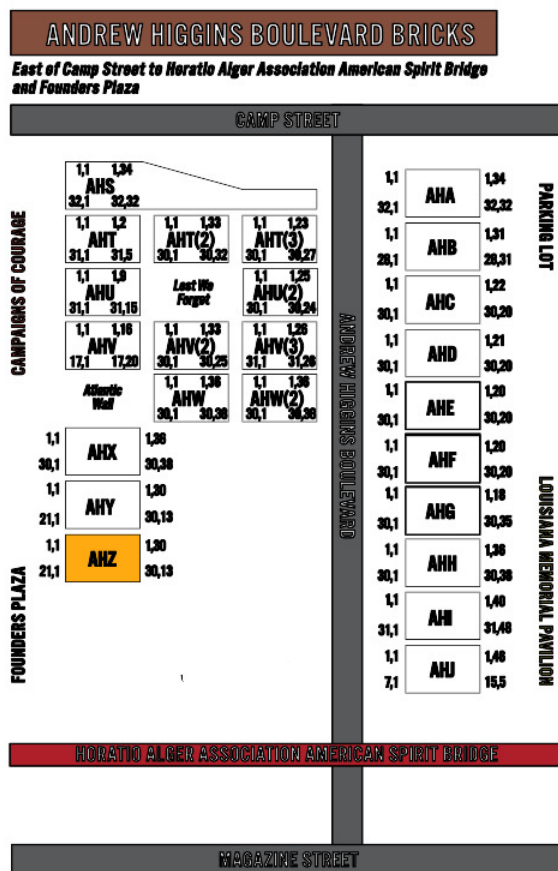 ANDREW HIGGINS BOULEVARD BRICKS
East of Camp Street to Horatio Alger Association American Spirit Bridge
and Founders Plaza
CAMP STREET
CAMPAIGNS OF COURAGE
1,1 1,34
AHS
32,1 32,32
1,1 1,2
AHT
31,1 31,5
1,1 1,33
AHT(2)
30,1 30,32
1,1 1,23
AHT(3)
30,1 30,27
1,1 1,9
AHU
31,1 31,15
Lest We
Forget
1,1 1,25
AHU(2)
30,1 30,24
1,1 1,16
AHV
17,1 17,20
1,1 1,33
AHV(2)
30,1 30,25
1,1 1,26
AHV(3)
31,1 31,26
Atlantic
Wall
1,1 1,36
AHW
30,1 30,38
1,1 1,36
AHW(2)
30,1 30,38
1,1 1,36
AHX
30,1 30,38
1,1 1,30
AHY
21,1 30,13
1,1 1,30
AHZ
21,1 30,13
FOUNDERS PLAZA
ANDREW HIGGINS BOULEVARD
1,1 1,34
AHA
32,1 32,32
1,1 1,31
AHB
28,1 28,31
1,1 1,22
AHC
30,1 30,20
1,1 1,21
AHD
30,1 30,20
1,1 1,20
AHE
30,1 30,20
1,1 1,20
AHF
30,1 30,20
1,1 1,18
AHG
30,1 30,35
1,1 1,36
AHH
30,1 30,38
1,1 1,40
AHI
31,1 31,48
1,1 1,48
AHJ
7,1 15,5
PARKING LOT
LOUISIANA MEMORIAL PAVILION
HORATIO ALGER ASSOCIATION AMERICAN SPIRIT BRIDGE
MAGAZINE STREET